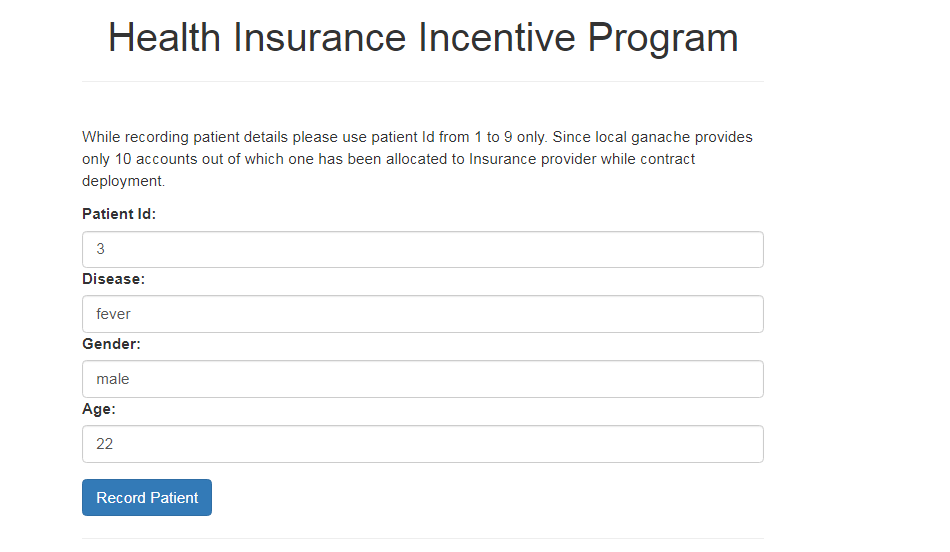 Health Insurance Incentive Program
While recording patient details please use patient Id from 1 to 9 only. Since local ganache provides
only 10 accounts out of which one has been allocated to Insurance provider while contract
deployment.
Patient Id:
3
Disease:
fever
Gender:
male
Age:
22
Record Patient